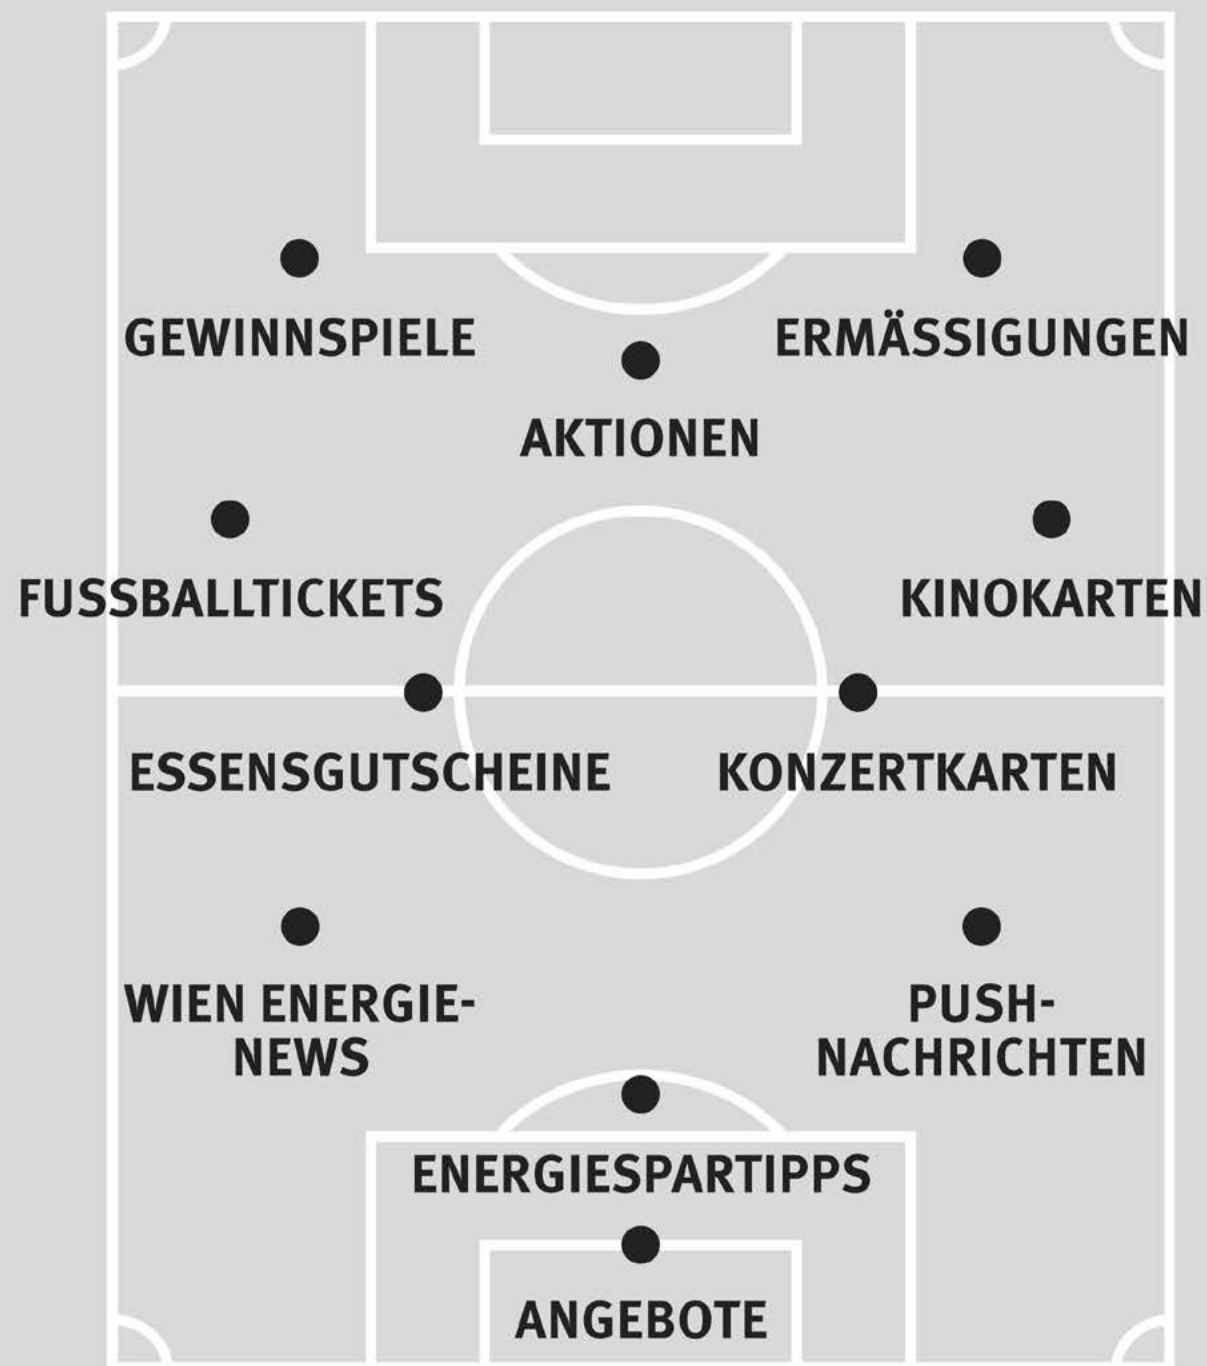 GEWINNSPIELE
ERMÄSSIGUNGEN
AKTIONEN
FUSSBALLTICKETS
KINOKARTEN
ESSENSGUTSCHEINE
KONZERTKARTEN
WIEN ENERGIE-
NEWS
PUSH-
NACHRICHTEN
ENERGIESPARTIPPS
ANGEBOTE